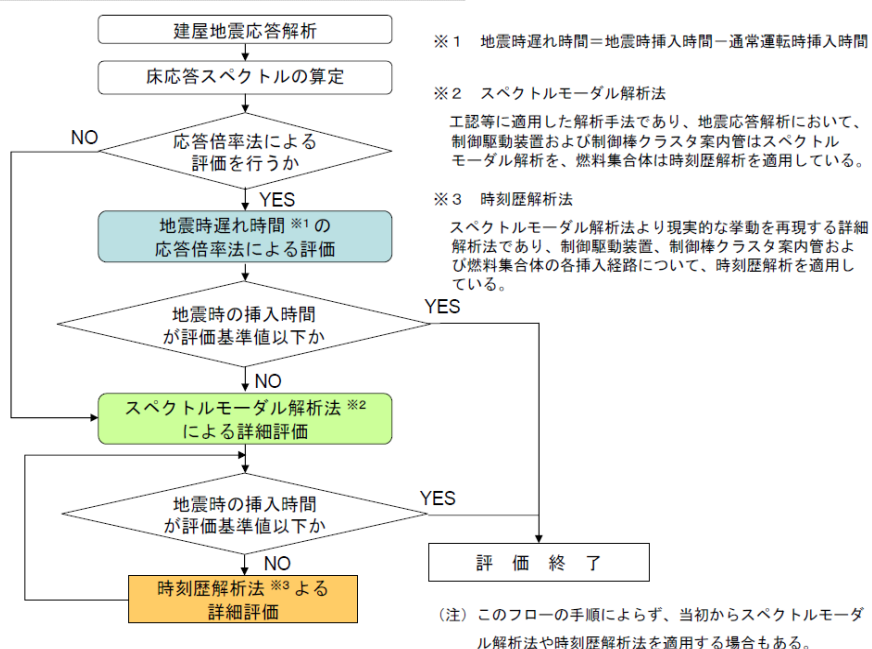 建屋地震応答解析
床応答スペクトルの算定
応答倍率法による
評価を行うか
NO
YES
地震時遅れ時間※1の
応答倍率法による評価
地震時の挿入時間
が評価基準値以下か
YES
NO
スペクトルモーダル解析法※2
による詳細評価
地震時の挿入時間
が評価基準値以下か
YES
NO
時刻歴解析法※3よる
詳細評価
評 価 終 了
※1 地震時遅れ時間＝地震時挿入時間－通常運転時挿入時間
※2 スペクトルモーダル解析法
工認等に適用した解析手法であり、地震応答解析において、
制御駆動装置および制御棒クラスタ案内管はスペクトル
モーダル解析を、燃料集合体は時刻歴解析を適用している。
※3 時刻歴解析法
スペクトルモーダル解析法より現実的な挙動を再現する詳細
解析法であり、制御駆動装置、制御棒クラスタ案内管およ
び燃料集合体の各挿入経路について、時刻歴解析を適用し
ている。
（注）このフローの手順によらず、当初からスペクトルモーダ
ル解析法や時刻歴解析法を適用する場合もある。